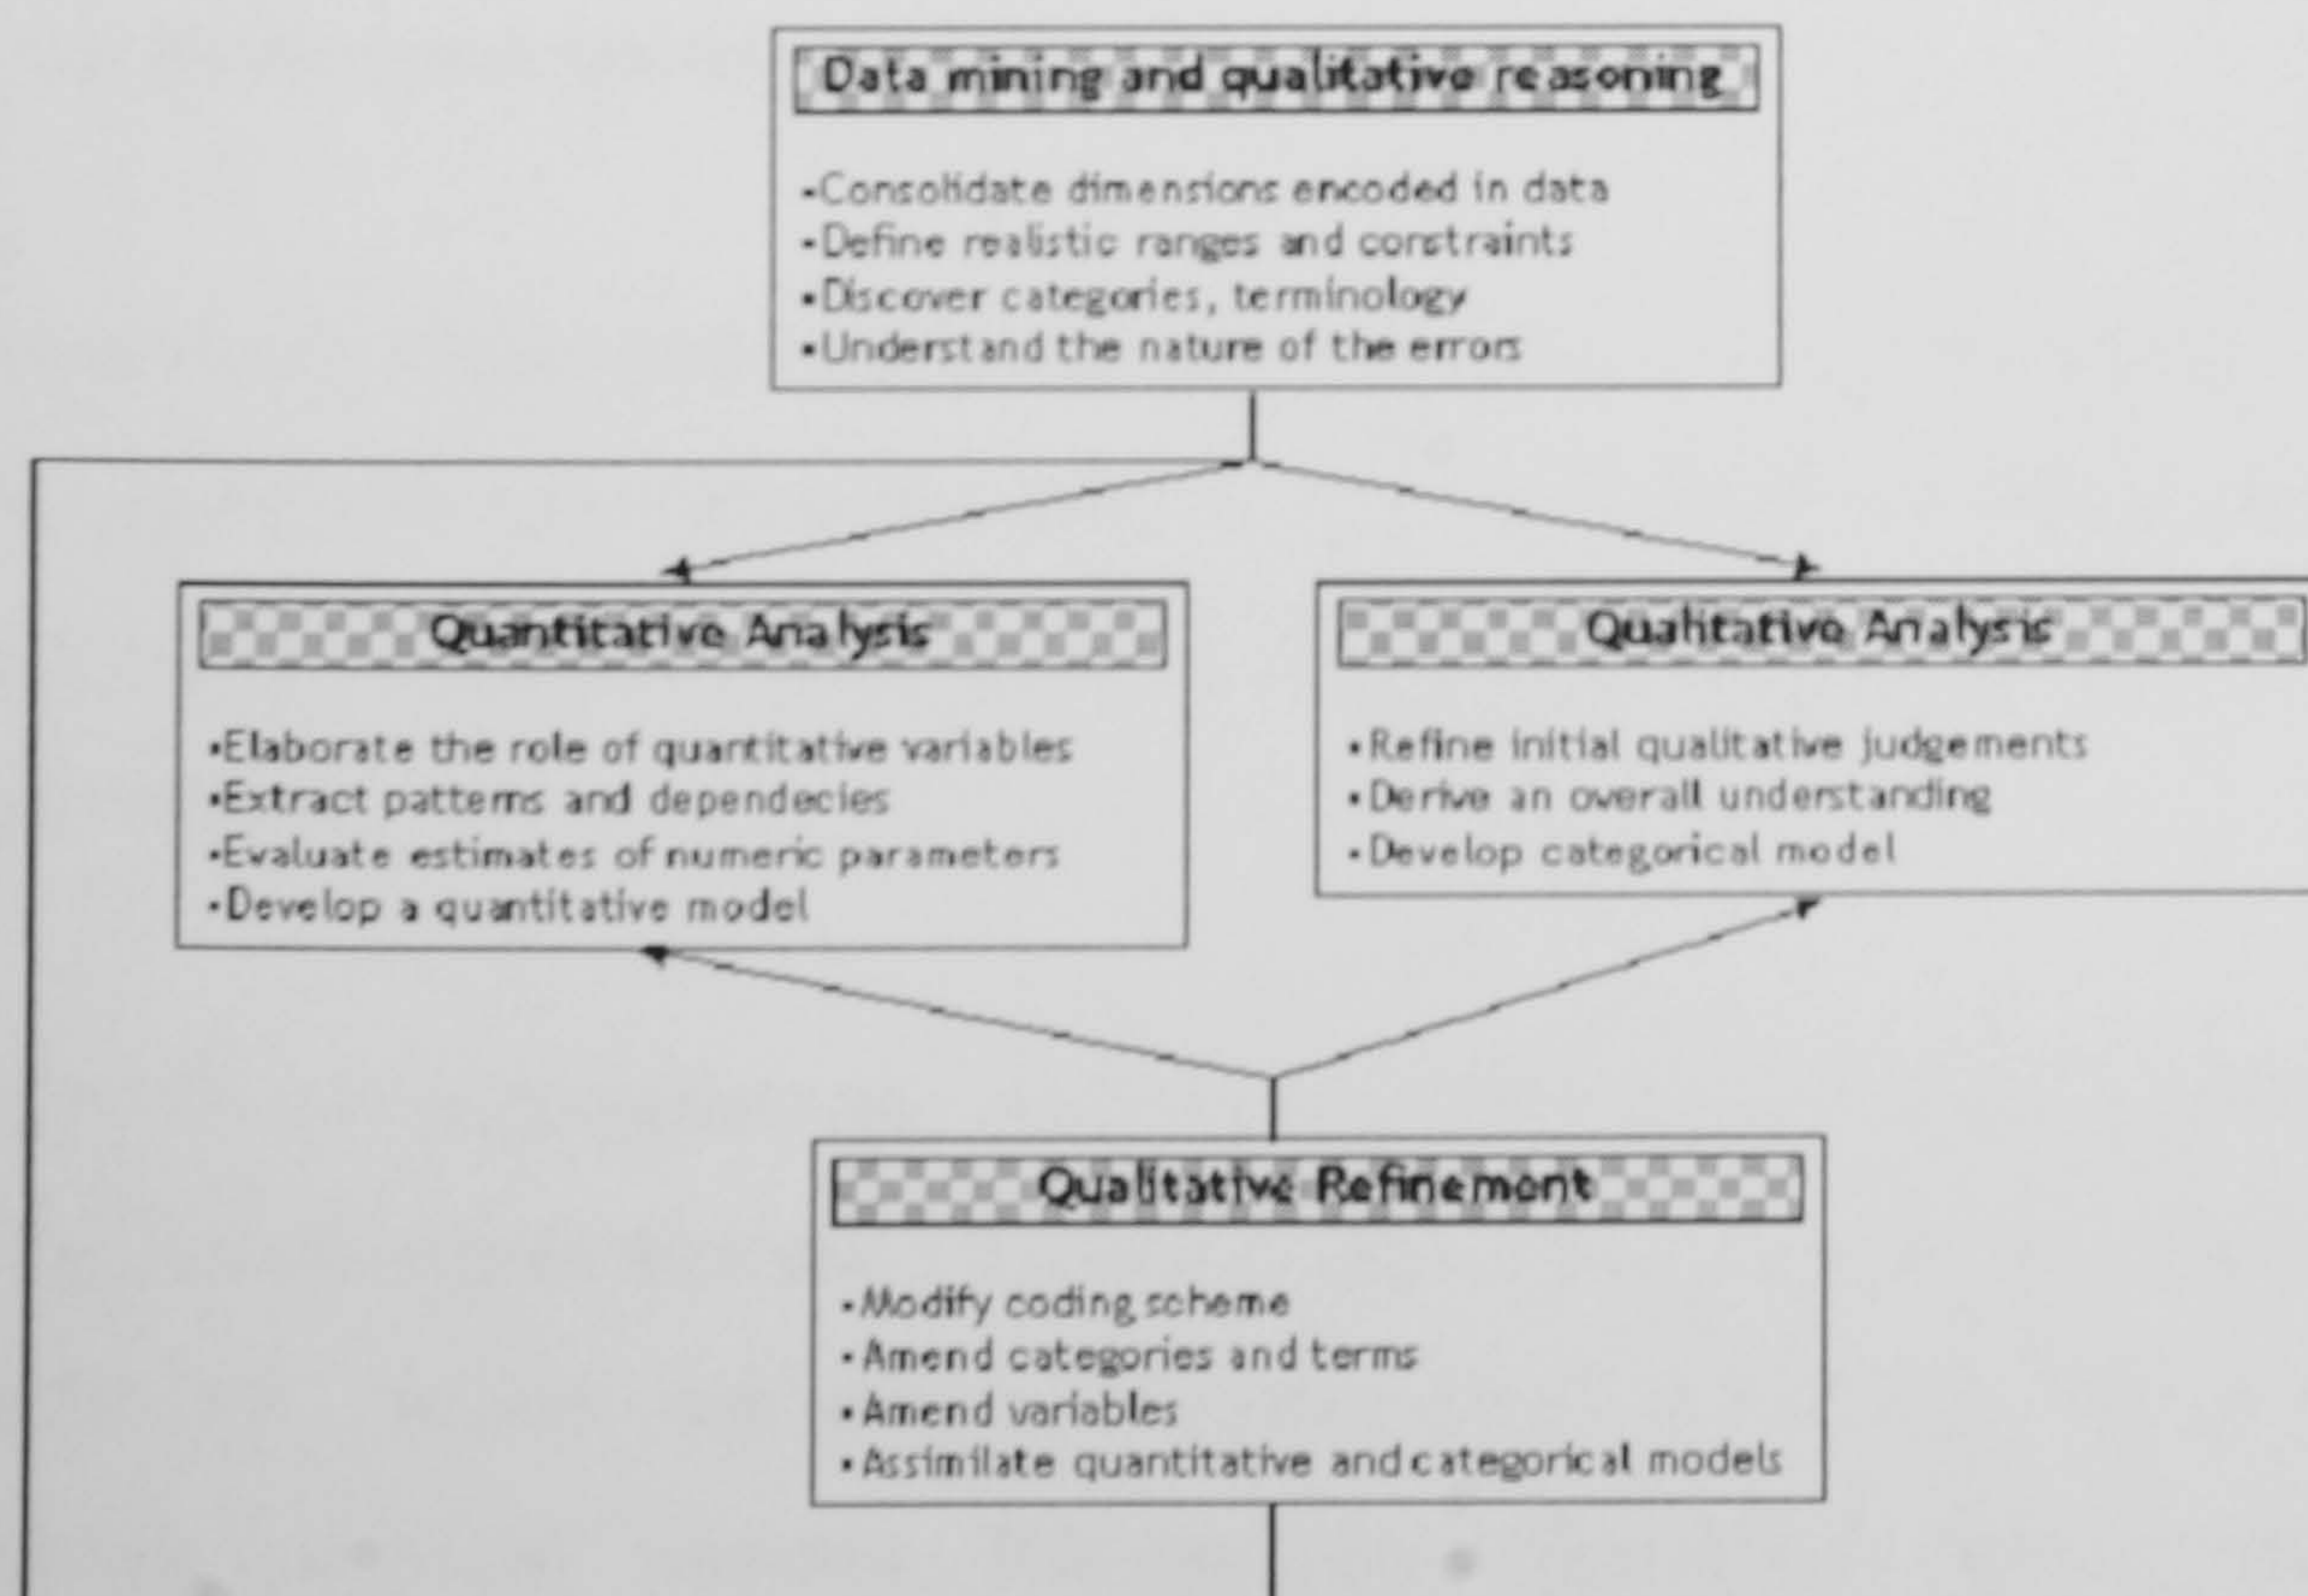 Data mining and qualitative reasoning
▪Consolidate dimensions encoded in data
▪Define realistic ranges and constraints
▪Discover categories, terminology
▪Understand the nature of the errors
Quantitative Analysis
▪Elaborate the role of quantitative variables
▪Extract patterns and dependecies
▪Evaluate estimates of numeric parameters
▪Develop a quantitative model
Qualitative Analysis
▪Refine initial qualitative judgements
▪Derive an overall understanding
▪Develop categorical model
Qualitative Refinement
▪Modify coding scheme
▪Amend categories and terms
▪Amend variables
▪Assimilate quantitative and categorical models